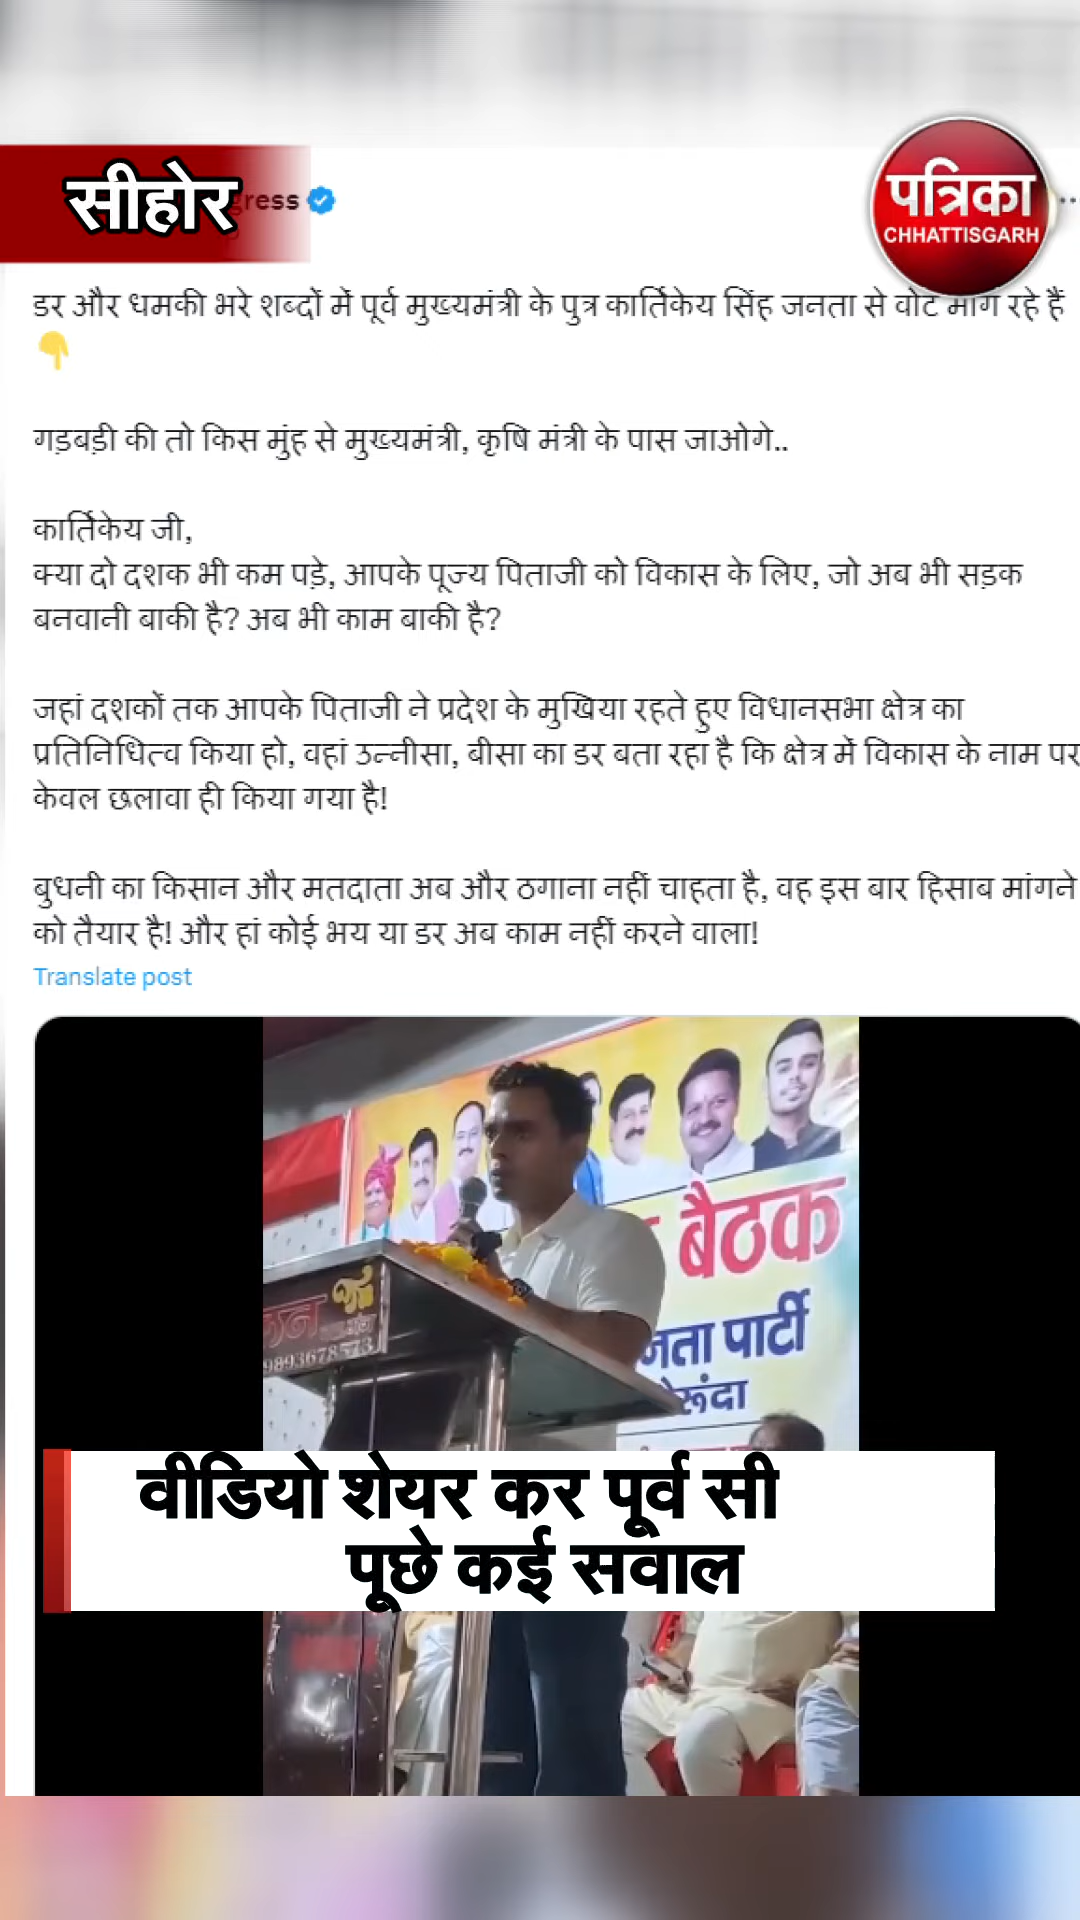 सीहोर
gress
पत्रिका
CHHATTISGARH
डर और धमकी भरे शब्दों में पूर्व मुख्यमंत्री के पुत्र कार्तिकेय सिंह जनता से वोट मांग रहे हैं
👇
गड़बड़ी की तो किस मुंह से मुख्यमंत्री, कृषि मंत्री के पास जाओगे..
कार्तिकेय जी,
क्या दो दशक भी कम पड़े, आपके पूज्य पिताजी को विकास के लिए, जो अब भी सड़क
बनवानी बाकी है? अब भी काम बाकी है?
जहां दशकों तक आपके पिताजी ने प्रदेश के मुखिया रहते हुए विधानसभा क्षेत्र का
प्रतिनिधित्व किया हो, वहां उन्नीसा, बीसा का डर बता रहा है कि क्षेत्र में विकास के नाम पर
केवल छलावा ही किया गया है!
बुधनी का किसान और मतदाता अब और ठगाना नहीं चाहता है, वह इस बार हिसाब मांगने
को तैयार है! और हां कोई भय या डर अब काम नहीं करने वाला!
Translate post
बैठक
नता पार्टी
रूंदा
9893678573
वीडियो शेयर कर पूर्व सी
पूछे कई सवाल